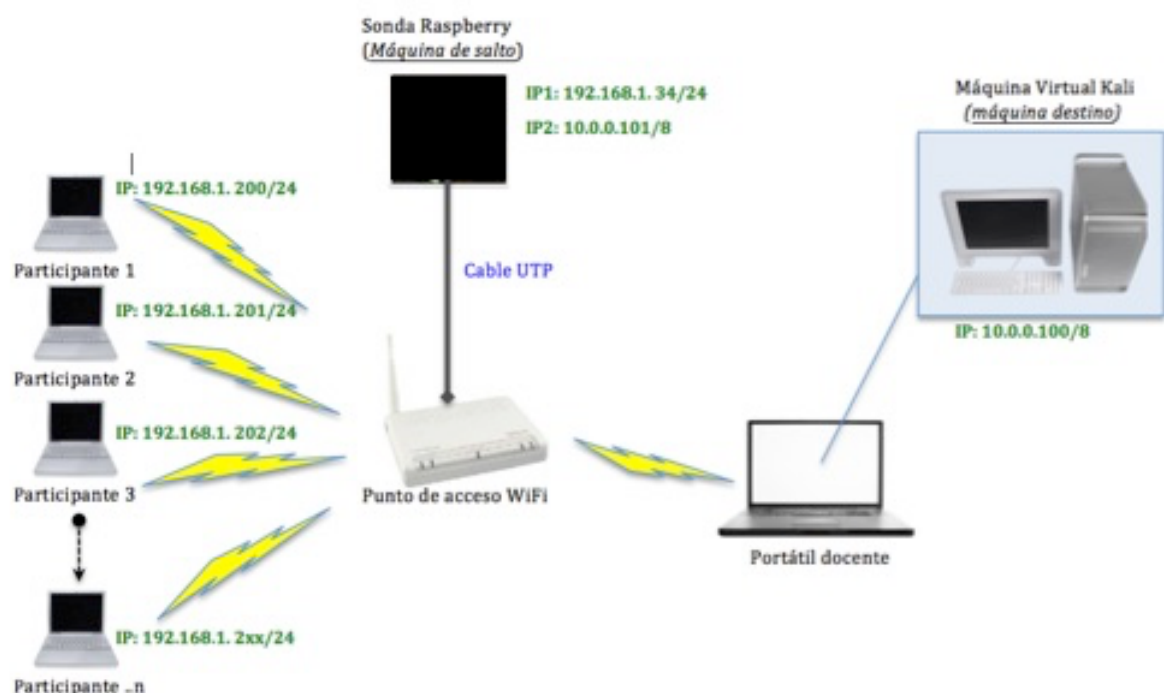 Sonda Raspberry
(Máquina de salto)
IP1: 192.168.1. 34/24
IP2: 10.0.0.101/8
Máquina Virtual Kali
(máquina destino)
IP: 10.0.0.100/8
IP: 192.168.1. 200/24
Participante 1
IP: 192.168.1. 201/24
Participante 2
IP: 192.168.1. 202/24
Participante 3
IP: 192.168.1. 2xx/24
Participante ..n
Cable UTP
Punto de acceso WiFi
Portátil docente